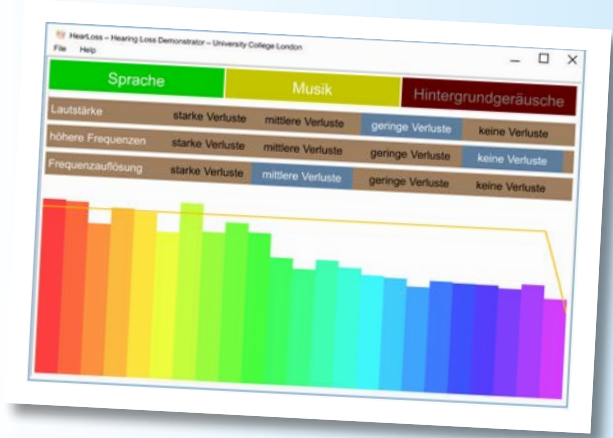 HearLoss – Hearing Loss Demonstrator – University College London
File Help
Sprache Musik Hintergrundgeräusche
Lautstärke starke Verluste mittlere Verluste geringe Verluste keine Verluste
höhere Frequenzen starke Verluste mittlere Verluste geringe Verluste keine Verluste
Frequenzauflösung starke Verluste mittlere Verluste geringe Verluste keine Verluste